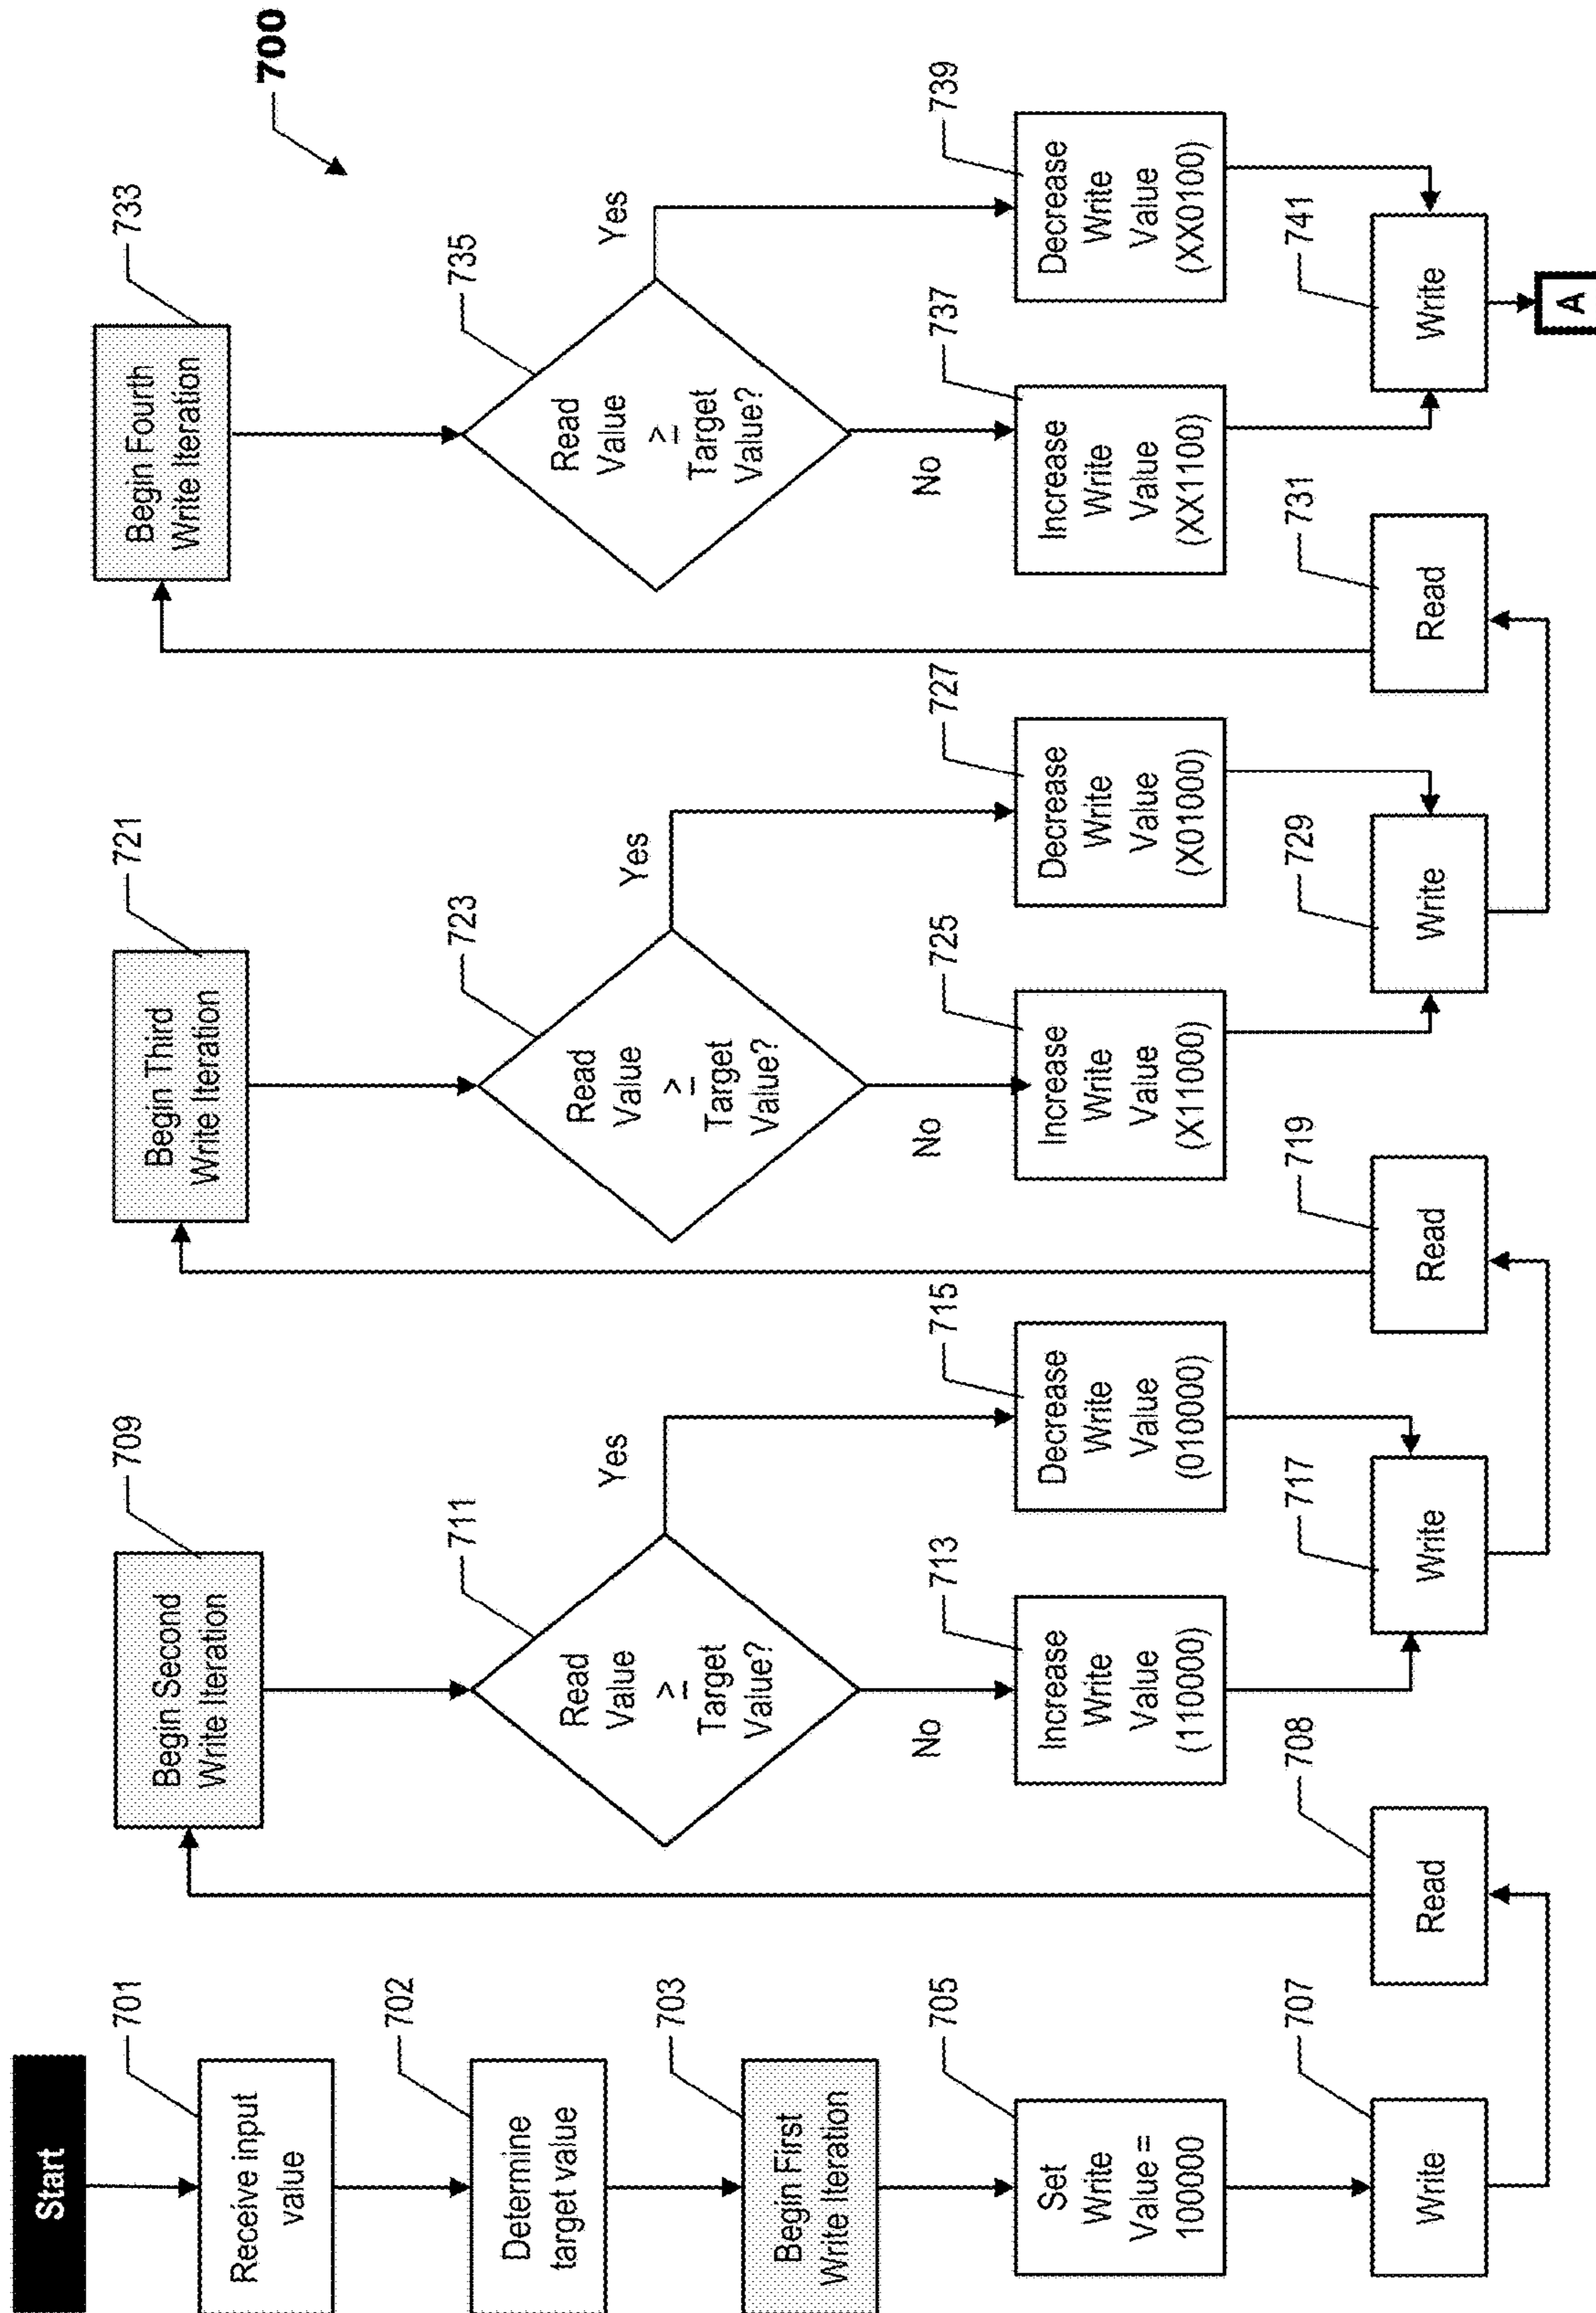 700
Start
701
Receive input
value
702
Determine
target value
703
Begin First
Write Iteration
705
Set
Write
Value =
100000
707
Write
708
Read
709
Begin Second
Write Iteration
711
Read
Value
>
Target
Value?
No
Yes
713
Increase
Write
Value
(110000)
715
Decrease
Write
Value
(010000)
717
Write
719
Read
721
Begin Third
Write Iteration
723
Read
Value
≥
Target
Value?
No
Yes
725
Increase
Write
Value
(X11000)
727
Decrease
Write
Value
(X01000)
729
Write
731
Read
733
Begin Fourth
Write Iteration
735
Read
Value
≥
Target
Value?
No
Yes
737
Increase
Write
Value
(XX1100)
739
Decrease
Write
Value
(XX0100)
741
Write
A